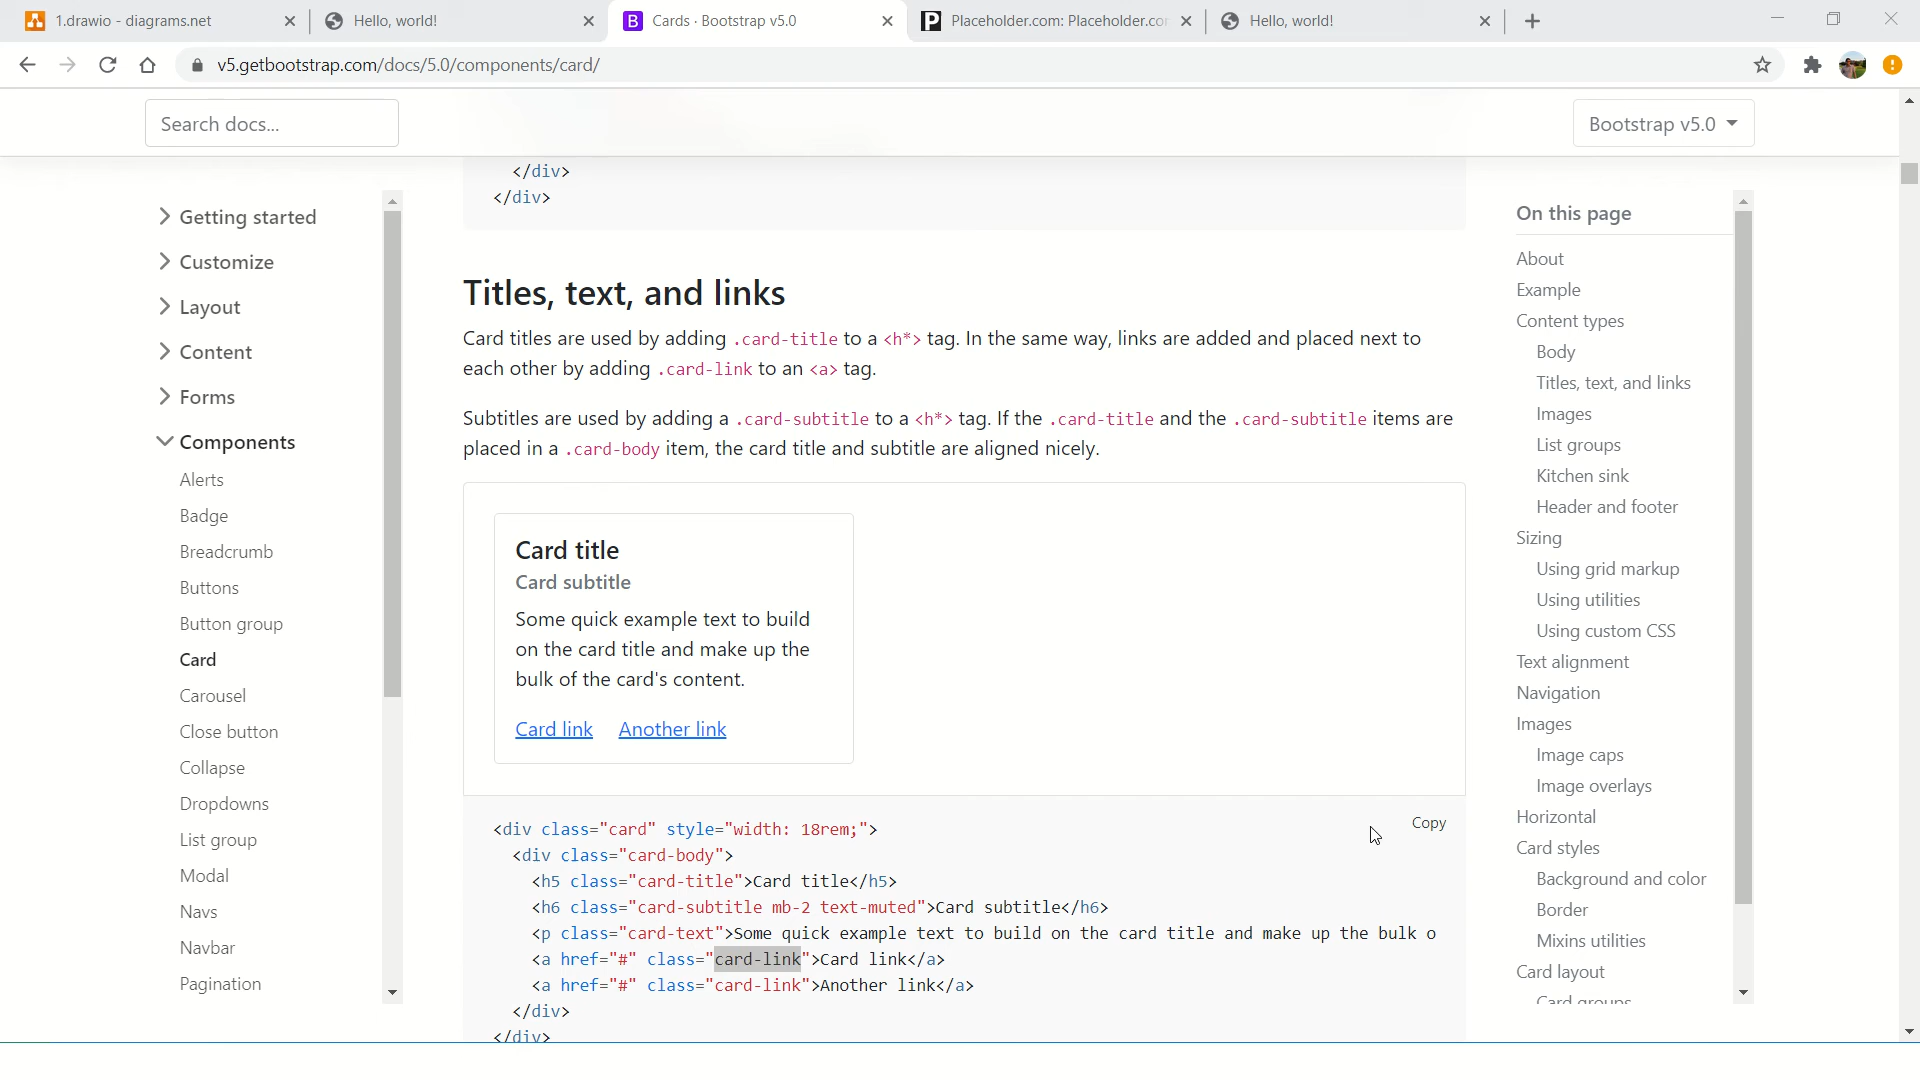 1.drawio - diagrams.net
Hello, world!
Cards · Bootstrap v5.0
Placeholder.com: Placeholder.co
Hello, world!
v5.getbootstrap.com/docs/5.0/components/card/
Search docs...
Bootstrap v5.0
</div>
</div>
Getting started
Customize
Layout
Content
Forms
Components
Alerts
Badge
Breadcrumb
Buttons
Button group
Card
Carousel
Close button
Collapse
Dropdowns
List group
Modal
Navs
Navbar
Pagination
Titles, text, and links
Card titles are used by adding .card-title to a <h*> tag. In the same way, links are added and placed next to
each other by adding .card-link to an <a> tag.
Subtitles are used by adding a .card-subtitle to a <h*> tag. If the .card-title and the .card-subtitle items are
placed in a .card-body item, the card title and subtitle are aligned nicely.
Card title
Card subtitle
Some quick example text to build
on the card title and make up the
bulk of the card's content.
Card link Another link
Copy
<div class="card" style="width: 18rem;">
<div class="card-body">
<h5 class="card-title">Card title</h5>
<h6 class="card-subtitle mb-2 text-muted">Card subtitle</h6>
<p class="card-text">Some quick example text to build on the card title and make up the bulk o
<a href="#" class="card-link">Card link</a>
<a href="#" class="card-link">Another link</a>
</div>
</div>
On this page
About
Example
Content types
Body
Titles, text, and links
Images
List groups
Kitchen sink
Header and footer
Sizing
Using grid markup
Using utilities
Using custom CSS
Text alignment
Navigation
Images
Image caps
Image overlays
Horizontal
Card styles
Background and color
Border
Mixins utilities
Card layout
Card groups